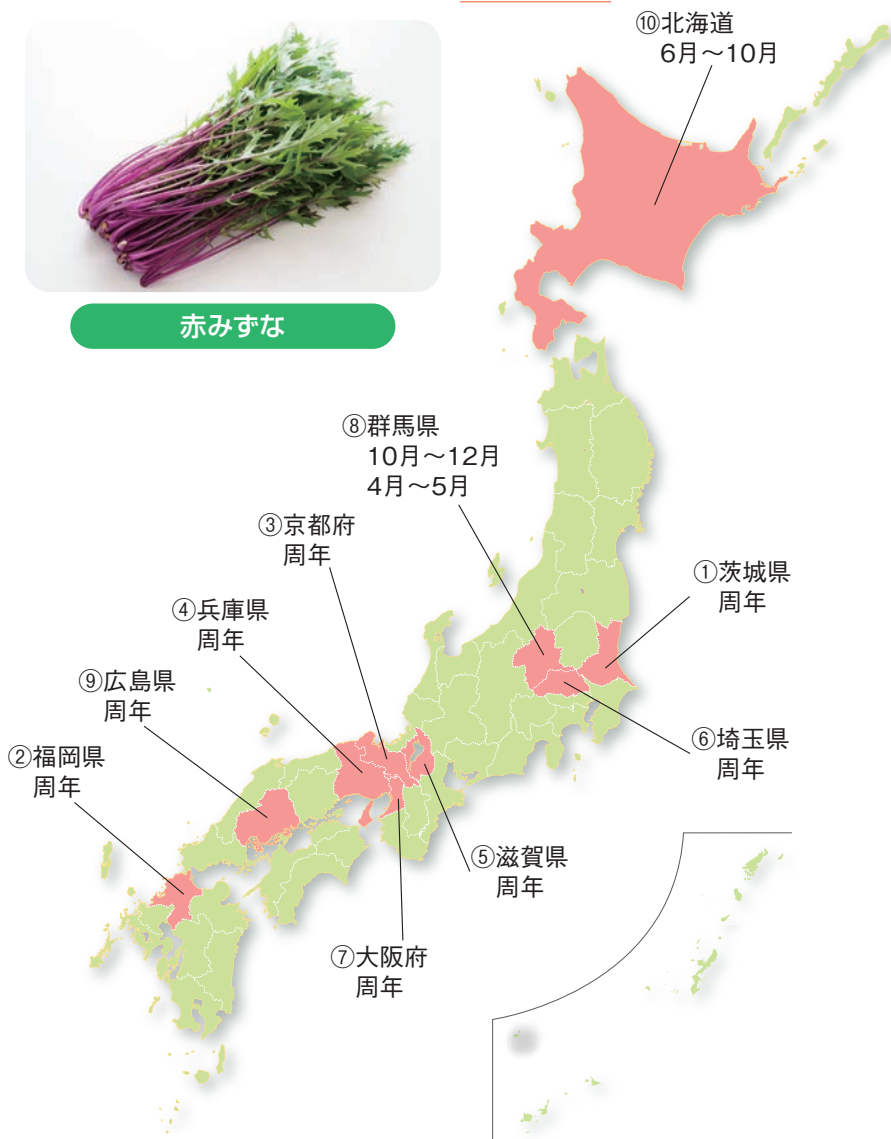 ⑩北海道
6月～10月
赤みずな
⑧群馬県
10月～12月
4月～5月
③京都府
周年
①茨城県
周年
④兵庫県
周年
⑨広島県
周年
⑥埼玉県
周年
②福岡県
周年
⑤滋賀県
周年
⑦大阪府
周年